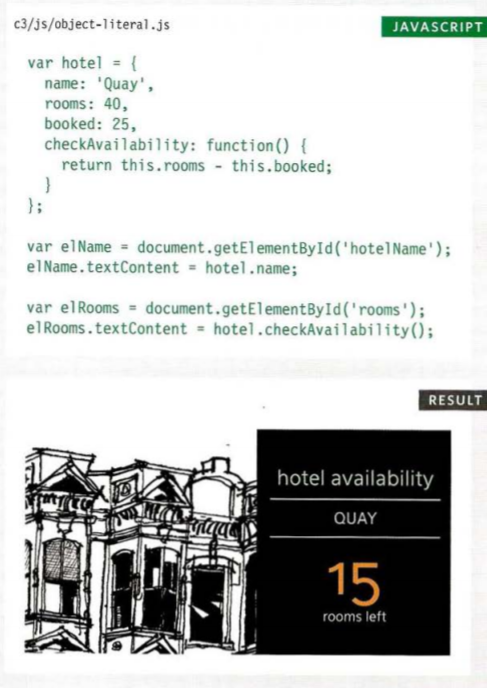 c3/js/object-literal.js
JAVASCRIPT
var hotel = {
  name: 'Quay',
  rooms: 40,
  booked: 25,
  checkAvailability: function() {
    return this.rooms - this.booked;
  }
};

var elName = document.getElementById('hotelName');
elName.textContent = hotel.name;

var elRooms = document.getElementById('rooms');
elRooms.textContent = hotel.checkAvailability();
RESULT
hotel availability
QUAY
15
rooms left